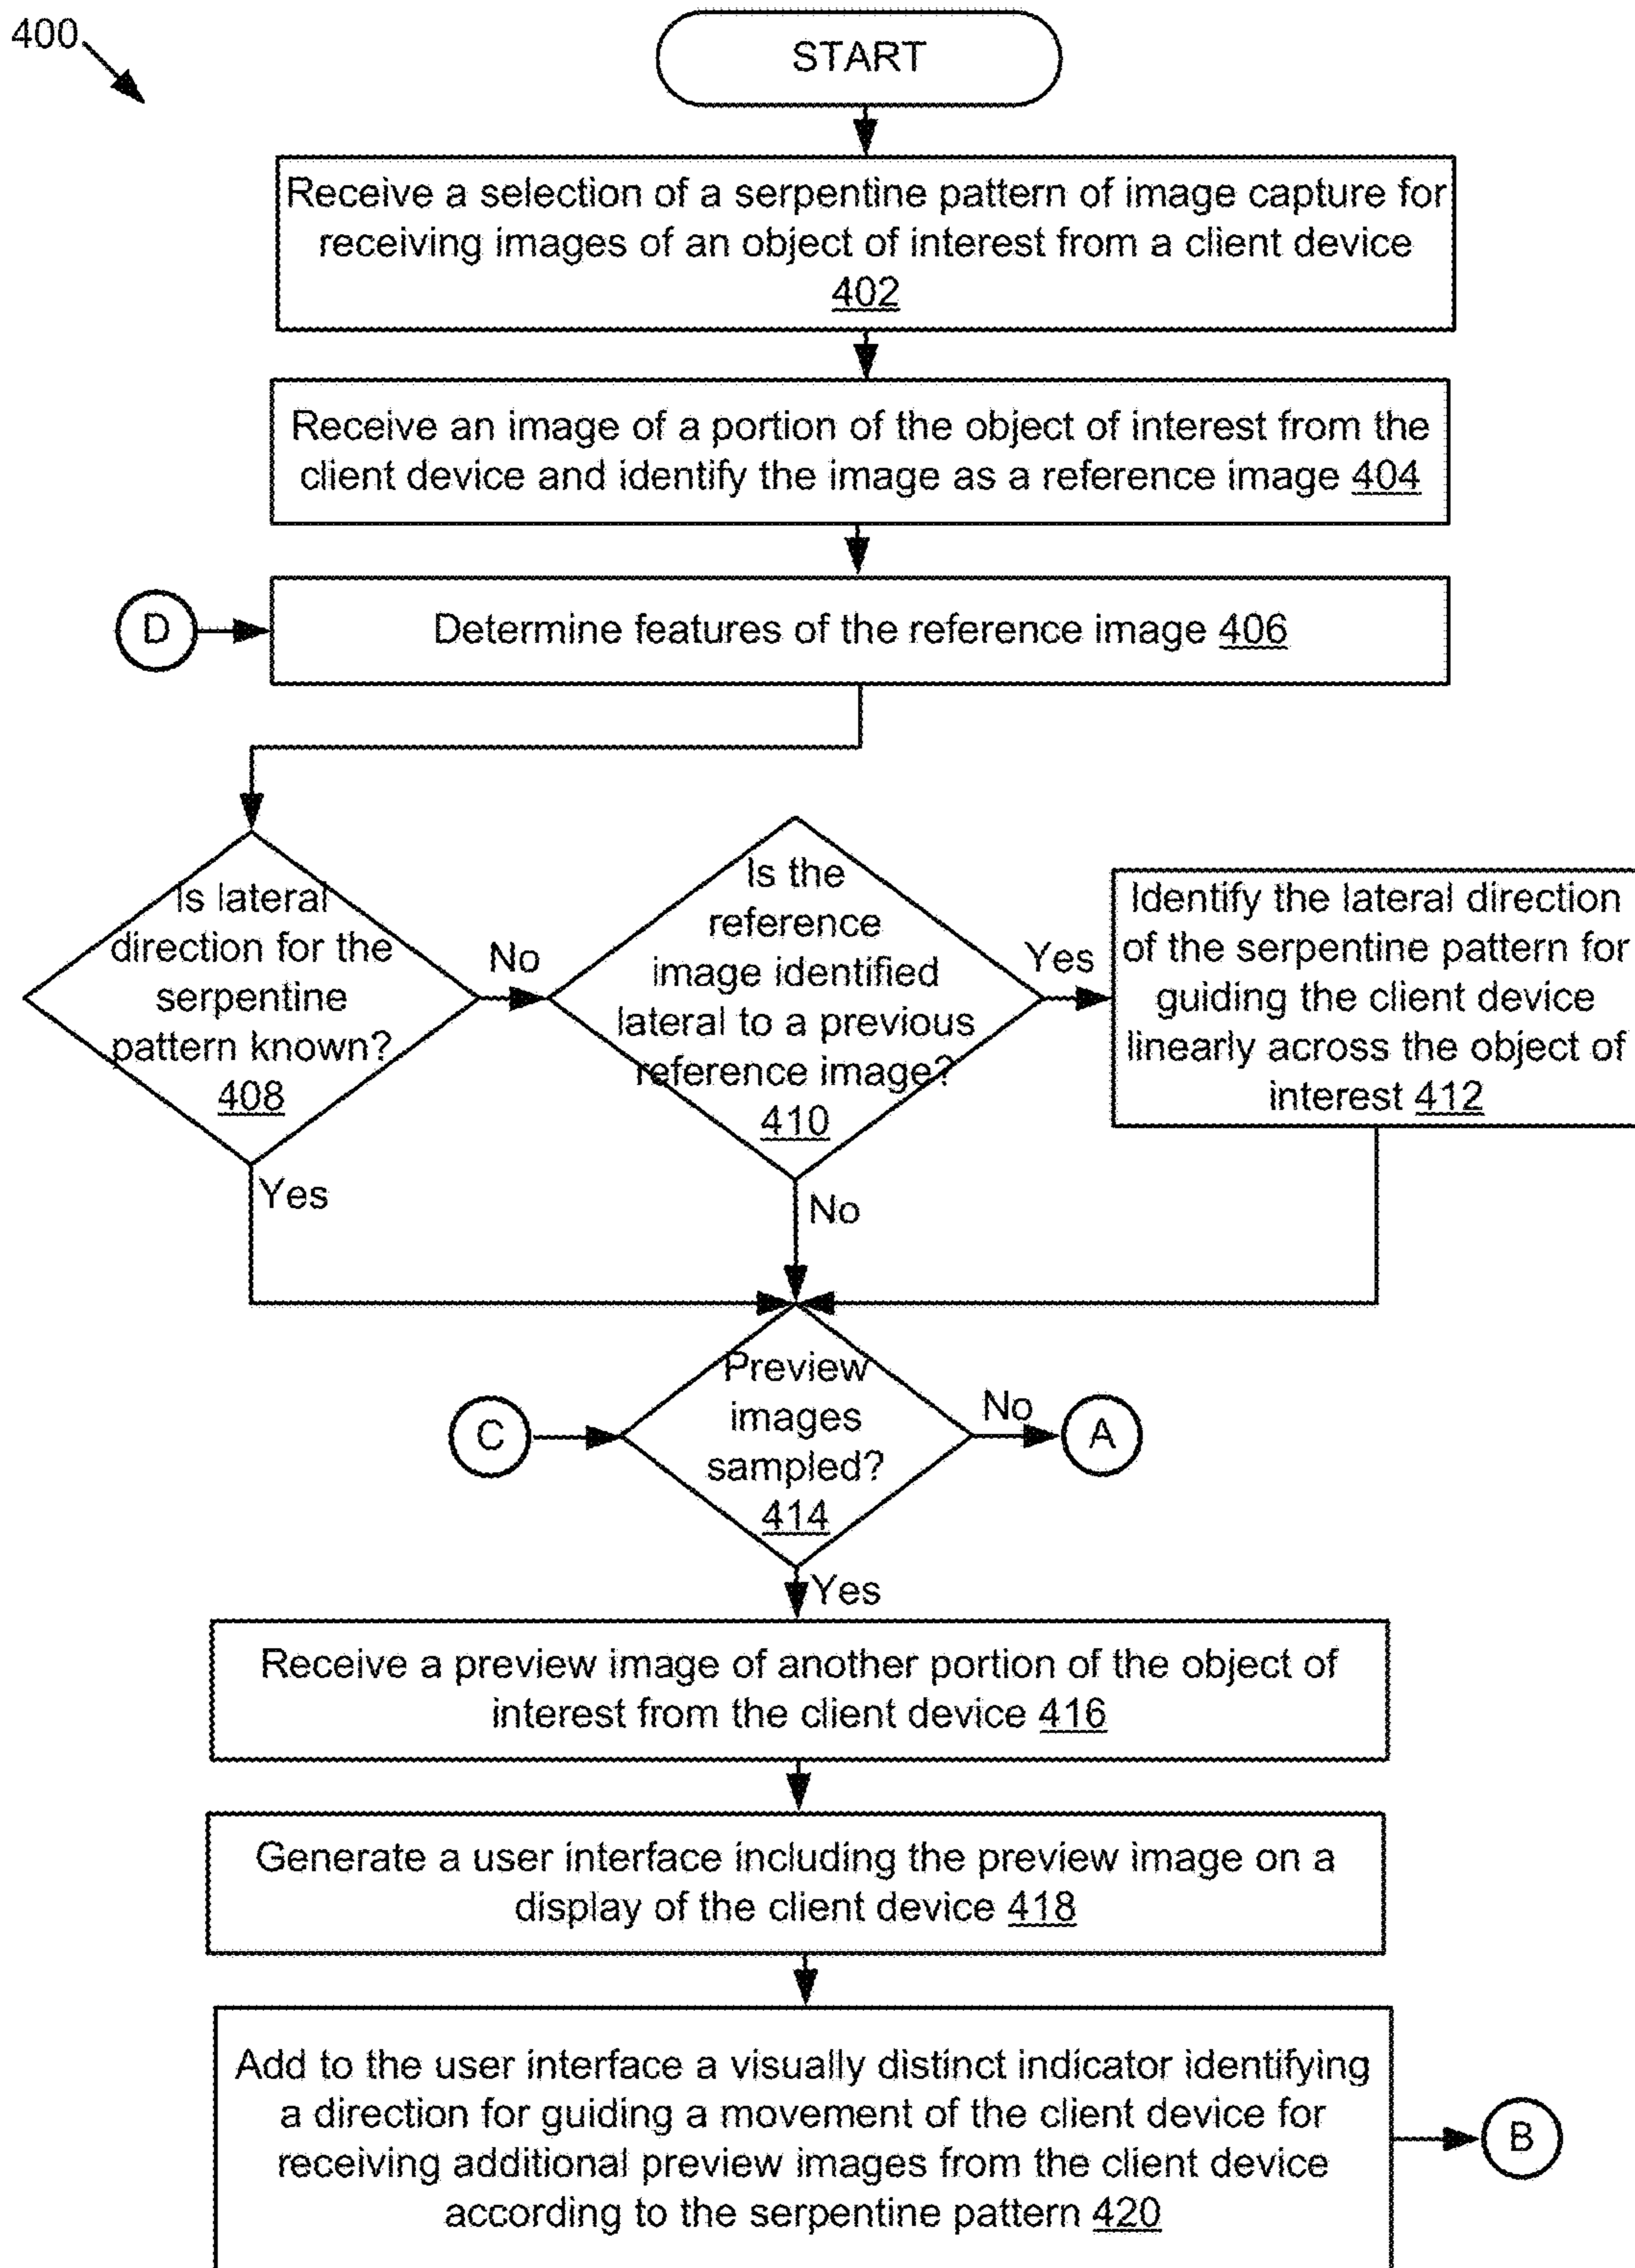 400
START
Receive a selection of a serpentine pattern of image capture for
receiving images of an object of interest from a client device
402
Receive an image of a portion of the object of interest from the
client device and identify the image as a reference image 404
D
Determine features of the reference image 406
Is lateral
direction for the
serpentine
pattern known?
408
No
Is the
reference
image identified
lateral to a previous
reference image?
410
Yes
Identify the lateral direction
of the serpentine pattern for
guiding the client device
linearly across the object of
interest 412
Yes
No
C
Preview
images
sampled?
414
No
A
Yes
Receive a preview image of another portion of the object of
interest from the client device 416
Generate a user interface including the preview image on a
display of the client device 418
Add to the user interface a visually distinct indicator identifying
a direction for guiding a movement of the client device for
receiving additional preview images from the client device
according to the serpentine pattern 420
B